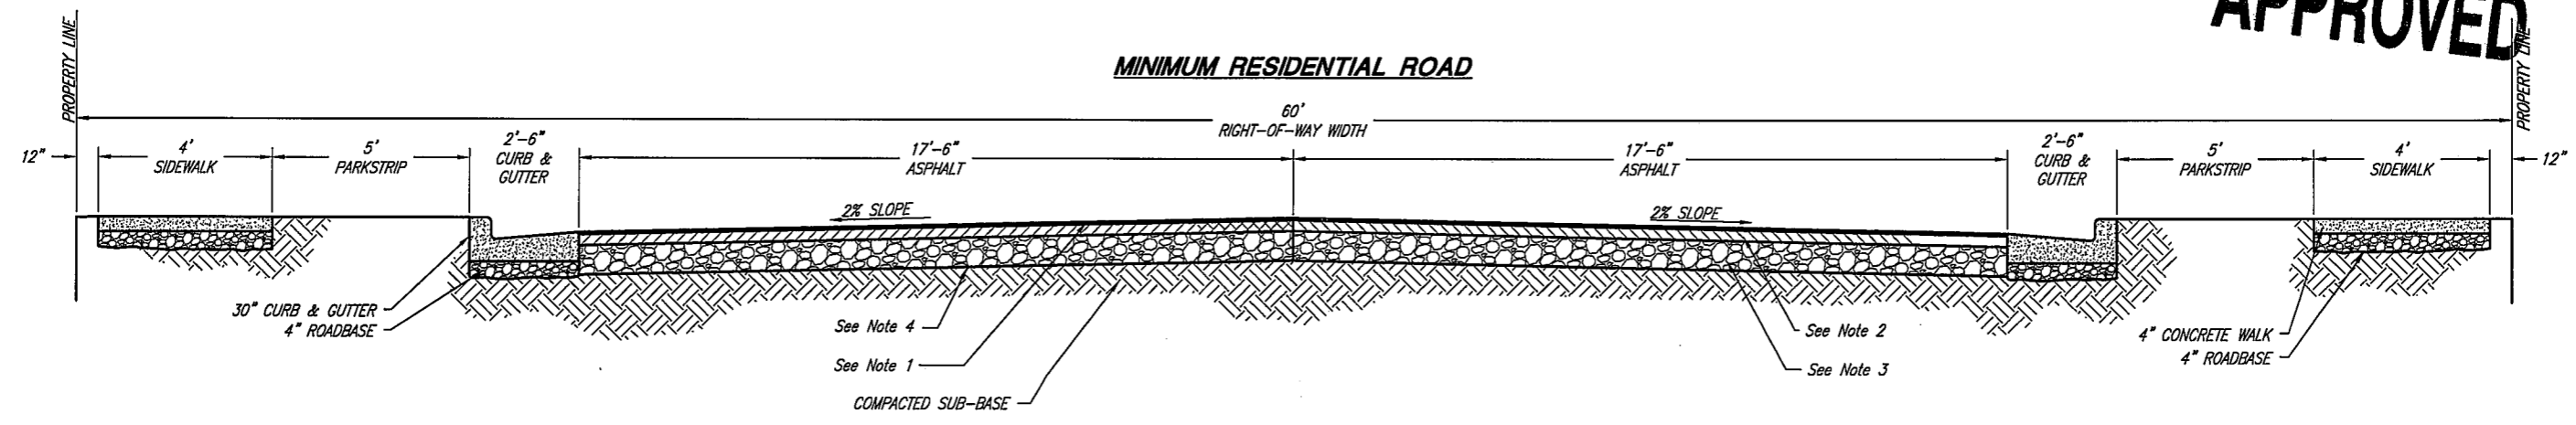 APPROVED
PROPERTY LINE
PROPERTY LINE
MINIMUM RESIDENTIAL ROAD
60'
RIGHT-OF-WAY WIDTH
12"
4'
SIDEWALK
5'
PARKSTRIP
2'-6"
CURB &
GUTTER
17'-6"
ASPHALT
17'-6"
ASPHALT
2'-6"
CURB &
GUTTER
5'
PARKSTRIP
4'
SIDEWALK
12"
2% SLOPE
2% SLOPE
30" CURB & GUTTER
4" ROADBASE
See Note 4
See Note 1
COMPACTED SUB-BASE
See Note 2
See Note 3
4" CONCRETE WALK
4" ROADBASE